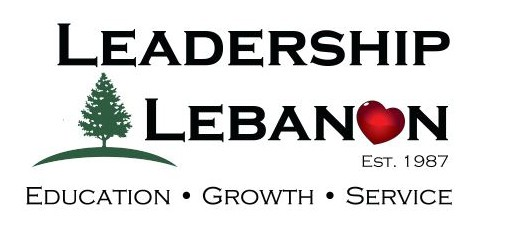 LEADERSHIP
LEBANON
EST. 1987
EDUCATION • GROWTH • SERVICE